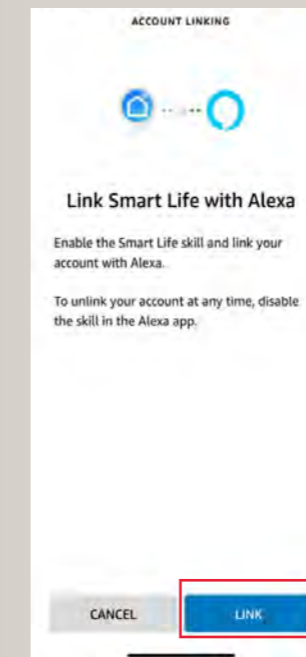 ACCOUNT LINKING
Link Smart Life with Alexa
Enable the Smart Life skill and link your
account with Alexa.
To unlink your account at any time, disable
the skill in the Alexa app.
CANCEL
LINK